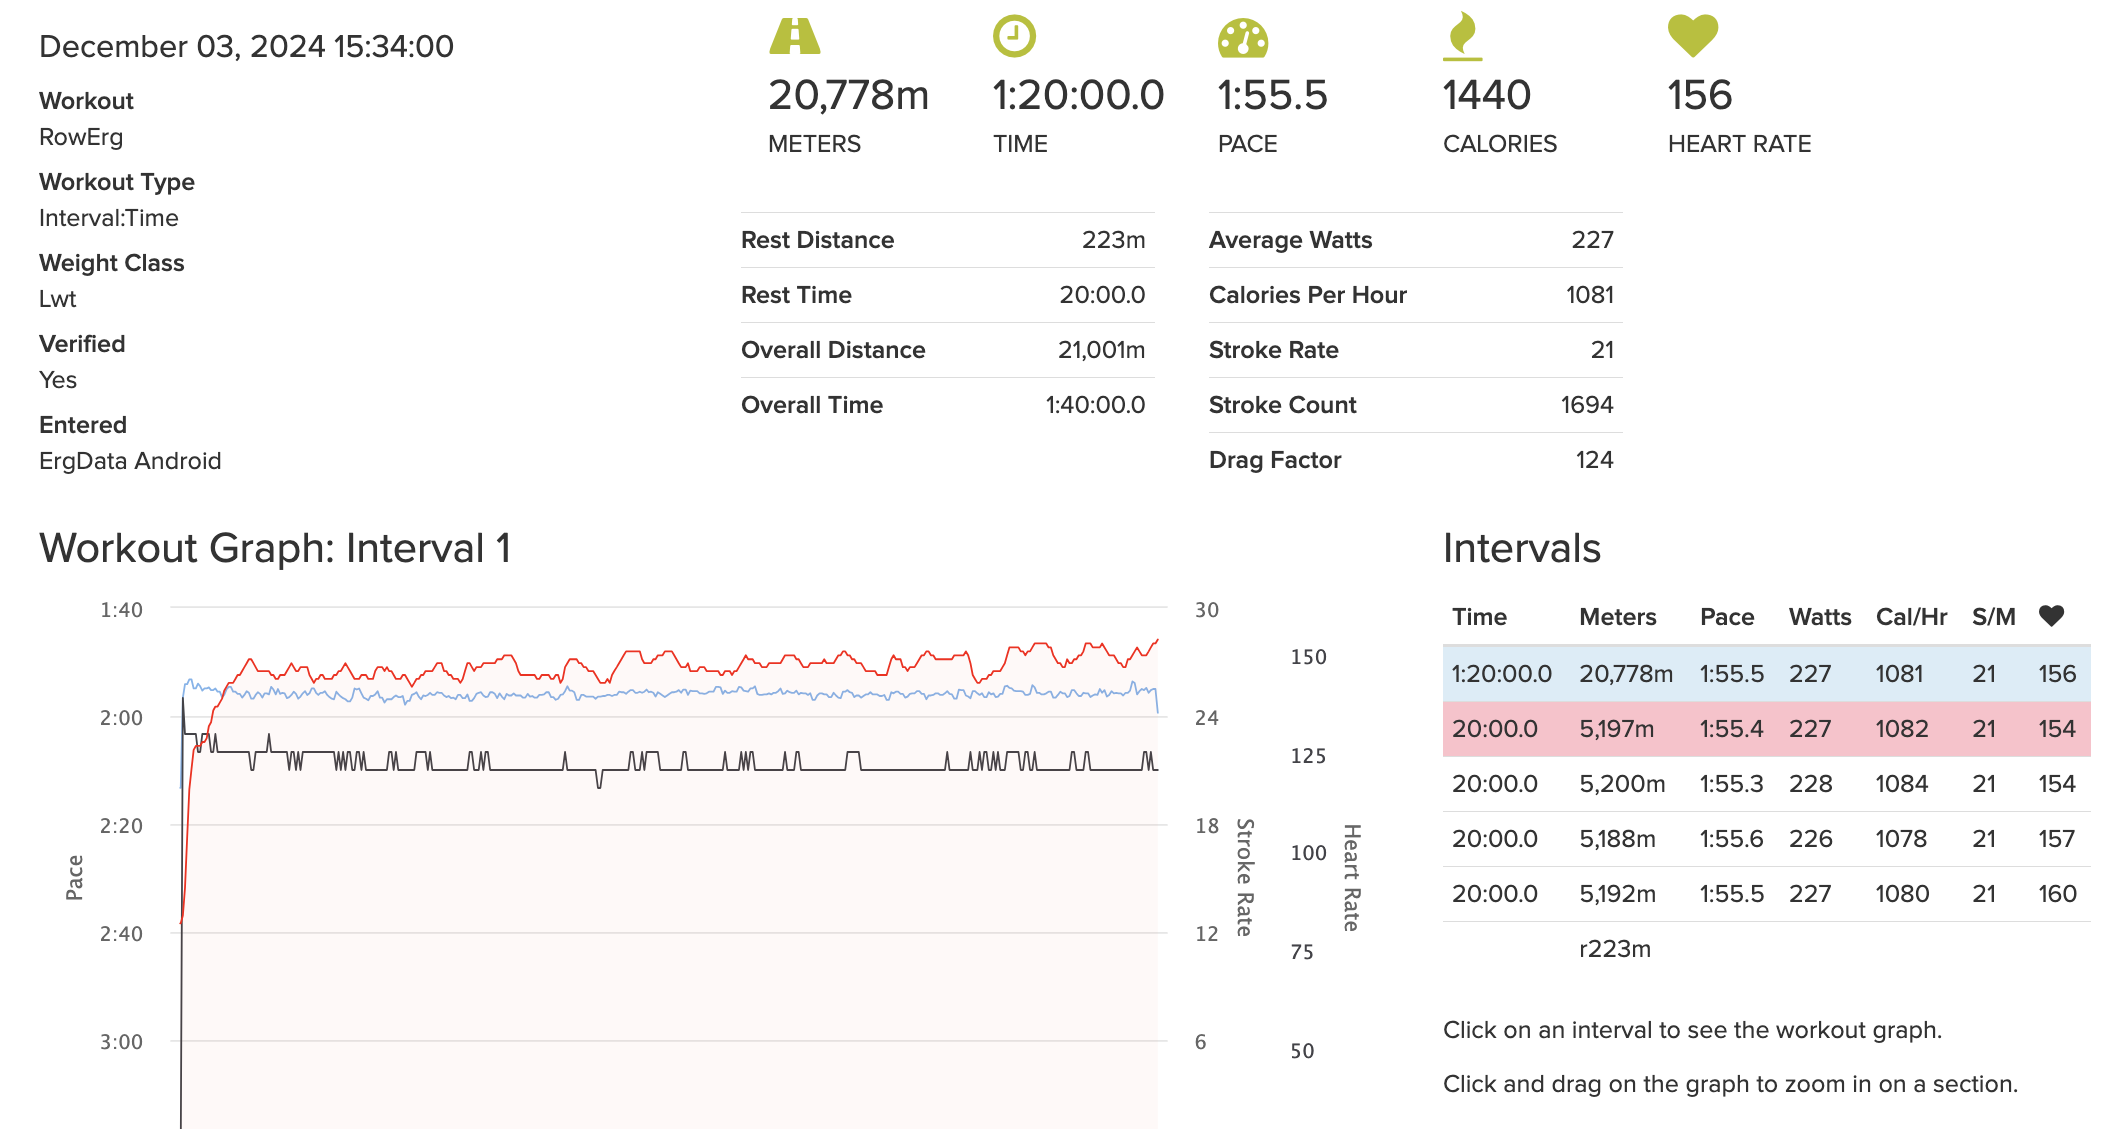 December 03, 2024 15:34:00
Workout
RowErg
Workout Type
Interval:Time
Weight Class
Lwt
Verified
Yes
Entered
ErgData Android
20,778m
METERS
1:20:00.0
TIME
1:55.5
PACE
1440
CALORIES
156
HEART RATE
Rest Distance 223m
Rest Time 20:00.0
Overall Distance 21,001m
Overall Time 1:40:00.0
Average Watts 227
Calories Per Hour 1081
Stroke Rate 21
Stroke Count 1694
Drag Factor 124
Workout Graph: Interval 1
1:40
2:00
2:20
2:40
3:00
Pace
30
24
18
12
6
Stroke Rate
150
125
100
75
50
Heart Rate
Intervals
Time Meters Pace Watts Cal/Hr S/M
1:20:00.0 20,778m 1:55.5 227 1081 21 156
20:00.0 5,197m 1:55.4 227 1082 21 154
20:00.0 5,200m 1:55.3 228 1084 21 154
20:00.0 5,188m 1:55.6 226 1078 21 157
20:00.0 5,192m 1:55.5 227 1080 21 160
r223m
Click on an interval to see the workout graph.
Click and drag on the graph to zoom in on a section.